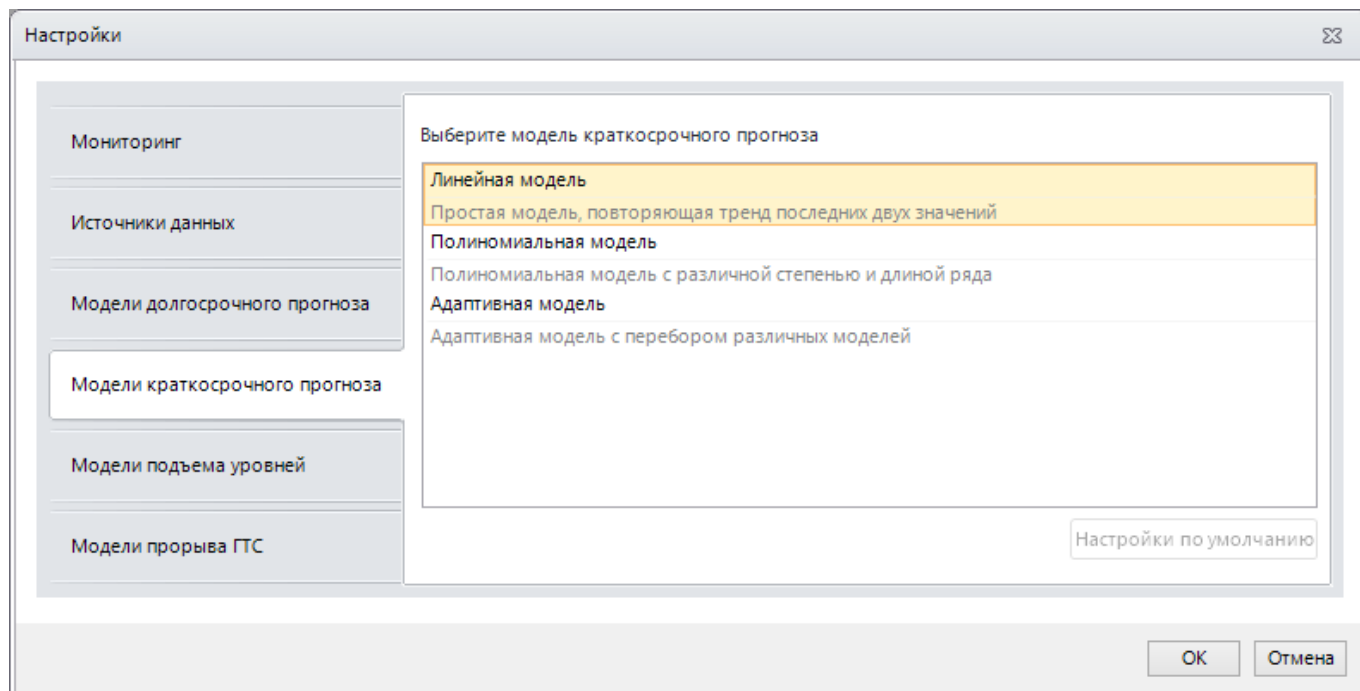 Настройки
Мониторинг
Источники данных
Модели долгосрочного прогноза
Модели краткосрочного прогноза
Модели подъема уровней
Модели прорыва ГТС
Выберите модель краткосрочного прогноза
Линейная модель
Простая модель, повторяющая тренд последних двух значений
Полиномиальная модель
Полиномиальная модель с различной степенью и длиной ряда
Адаптивная модель
Адаптивная модель с перебором различных моделей
Настройки по умолчанию
OK
Отмена